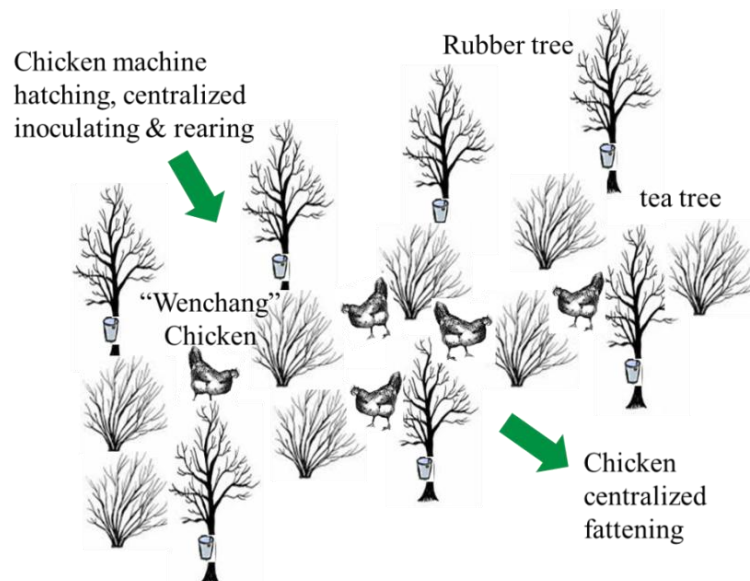 Rubber tree
Chicken machine
hatching, centralized
inoculating & rearing
tea tree
“Wenchang”
Chicken
Chicken
centralized
fattening